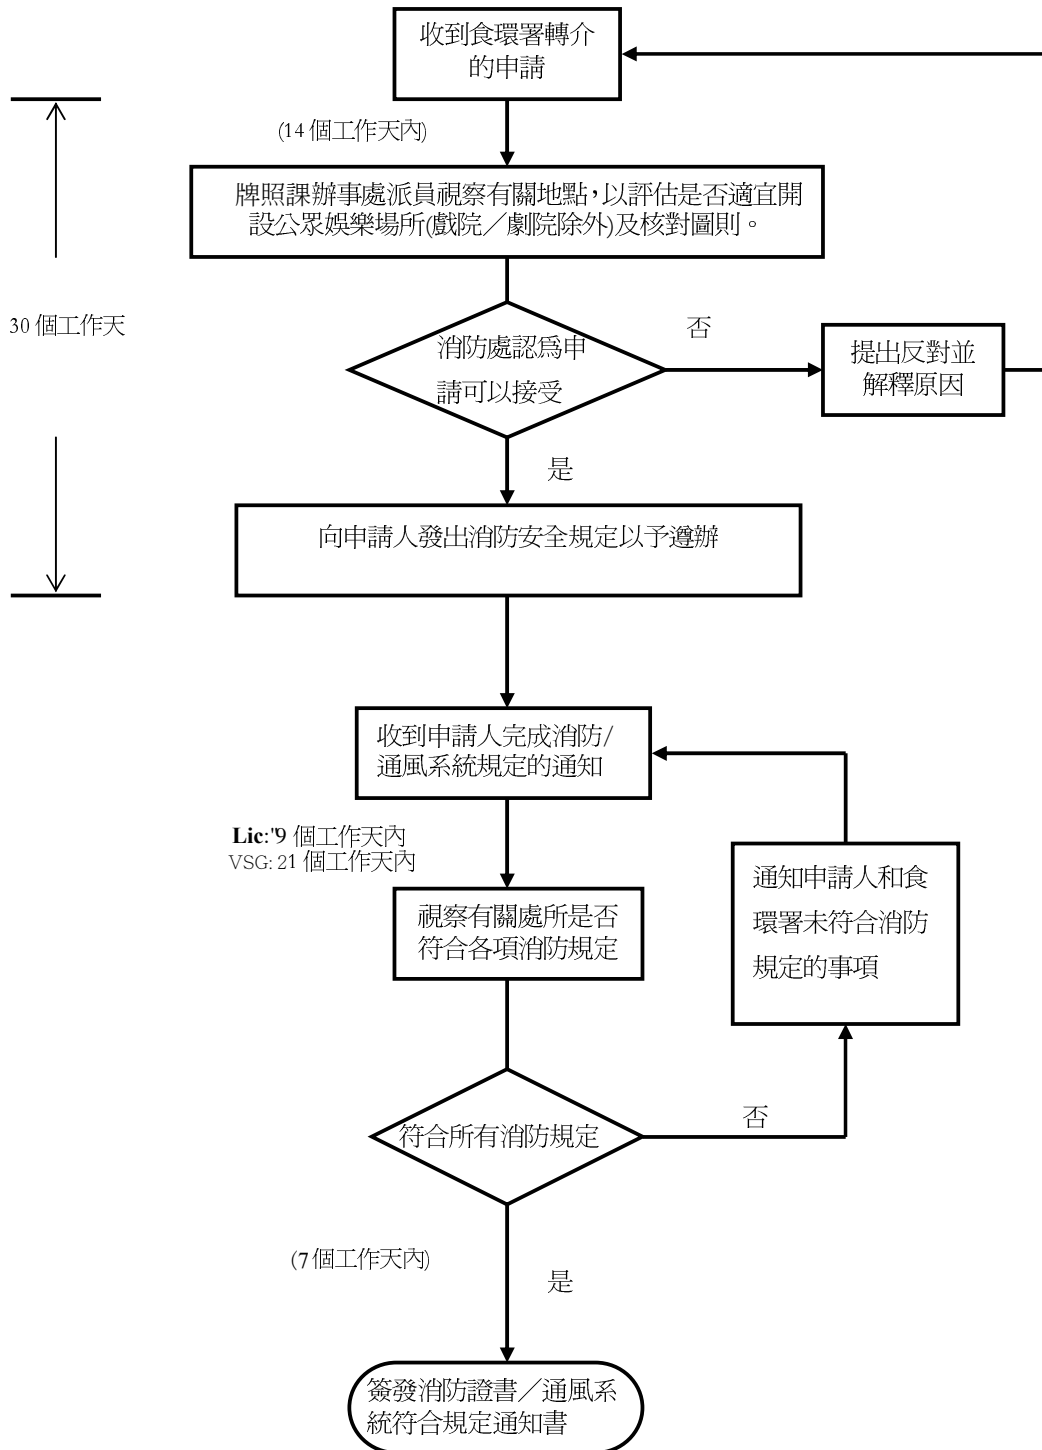 收到食環署轉介
的申請
(14 個工作天內)
牌照課辦事處派員視察有關地點，以評估是否適宜開
設公眾娛樂場所(戲院／劇院除外)及核對圖則。
30 個工作天
消防處認為申
請可以接受
否
提出反對並
解釋原因
是
向申請人發出消防安全規定以予遵辦
收到申請人完成消防/
通風系統規定的通知
Lic:'9 個工作天內
VSG: 21 個工作天內
視察有關處所是否
符合各項消防規定
通知申請人和食
環署未符合消防
規定的事項
符合所有消防規定
否
(7 個工作天內)
是
簽發消防證書／通風系
統符合規定通知書